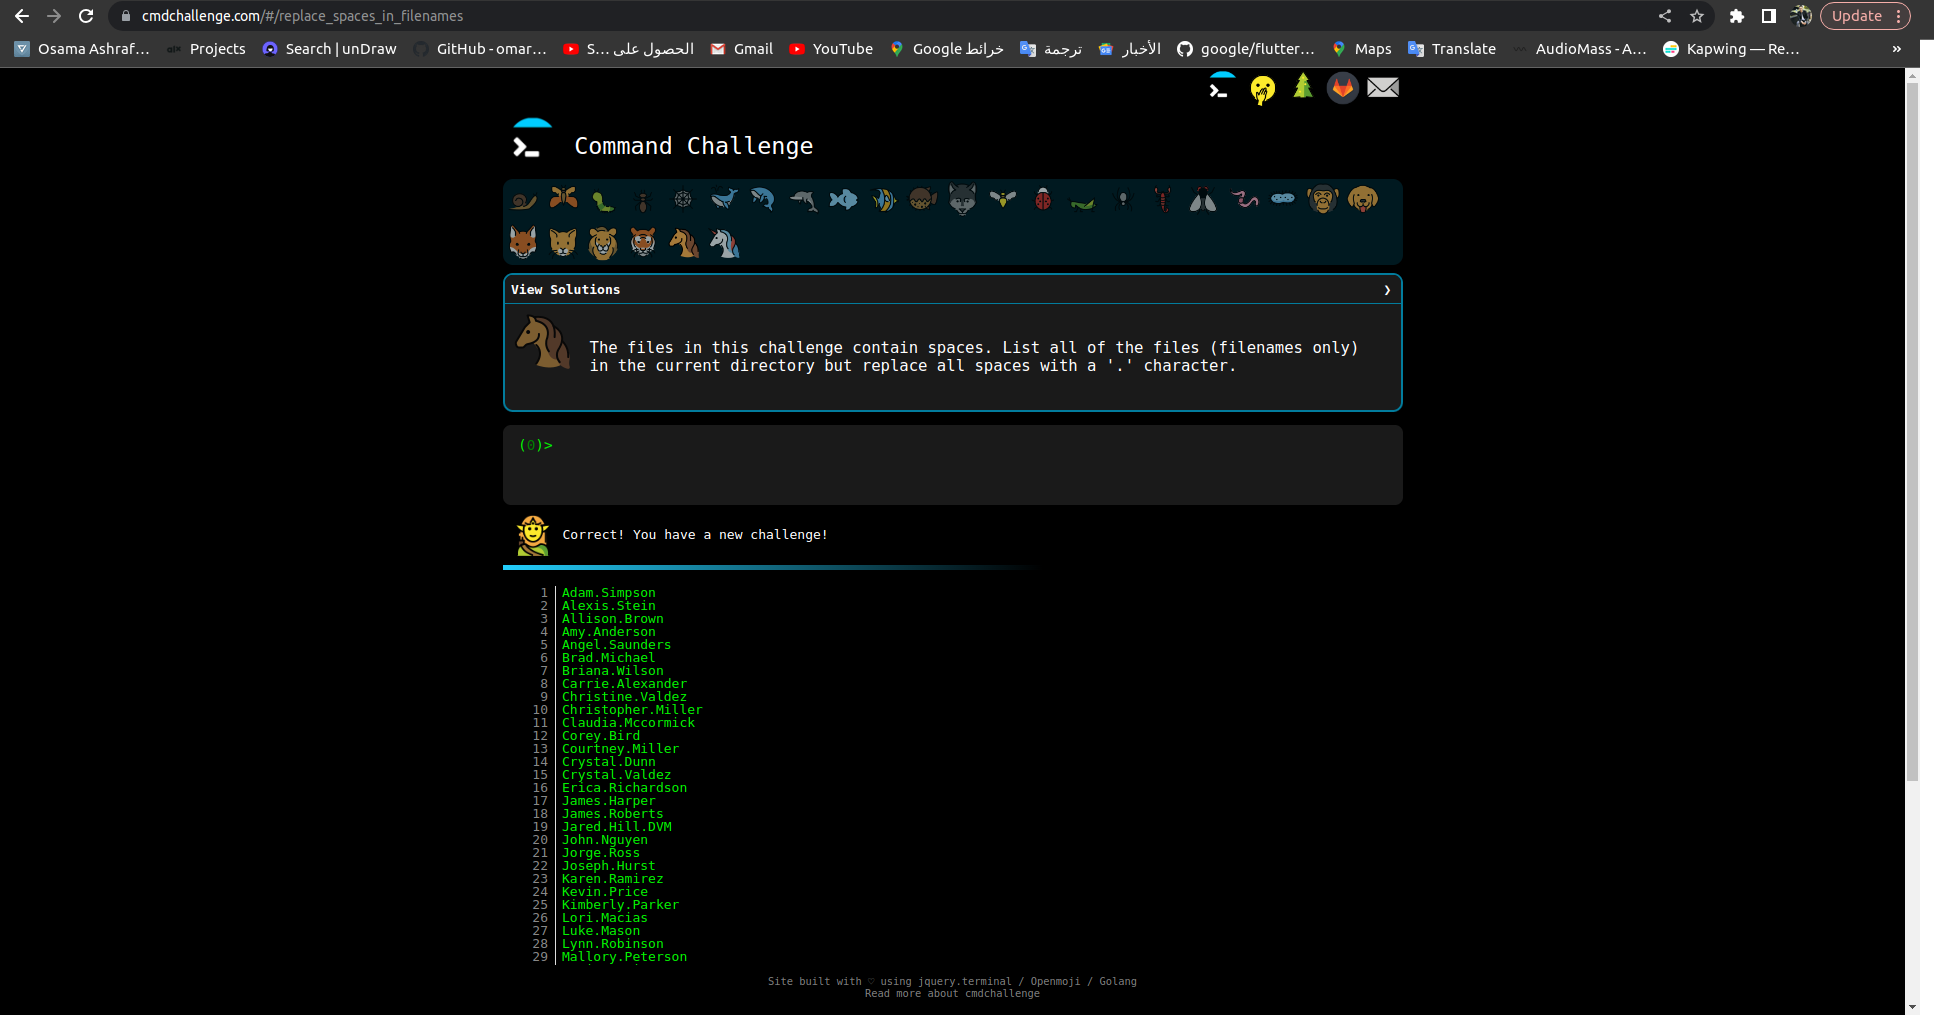 cmdchallenge.com/#/replace_spaces_in_filenames
Update
Osama Ashraf...
Projects
Search | unDraw
GitHub - omar...
الحصول على ...S
Gmail
YouTube
خرائط Google
ترجمة
الأخبار
google/flutter...
Maps
Translate
AudioMass - A...
Kapwing — Re...
»
Command Challenge
View Solutions
The files in this challenge contain spaces. List all of the files (filenames only)
in the current directory but replace all spaces with a '.' character.
(0)>
Correct! You have a new challenge!
1 Adam.Simpson
2 Alexis.Stein
3 Allison.Brown
4 Amy.Anderson
5 Angel.Saunders
6 Brad.Michael
7 Briana.Wilson
8 Carrie.Alexander
9 Christine.Valdez
10 Christopher.Miller
11 Claudia.Mccormick
12 Corey.Bird
13 Courtney.Miller
14 Crystal.Dunn
15 Crystal.Valdez
16 Erica.Richardson
17 James.Harper
18 James.Roberts
19 Jared.Hill.DVM
20 John.Nguyen
21 Jorge.Ross
22 Joseph.Hurst
23 Karen.Ramirez
24 Kevin.Price
25 Kimberly.Parker
26 Lori.Macias
27 Luke.Mason
28 Lynn.Robinson
29 Mallory.Peterson
Site built with ♡ using jquery.terminal / Openmoji / Golang
Read more about cmdchallenge